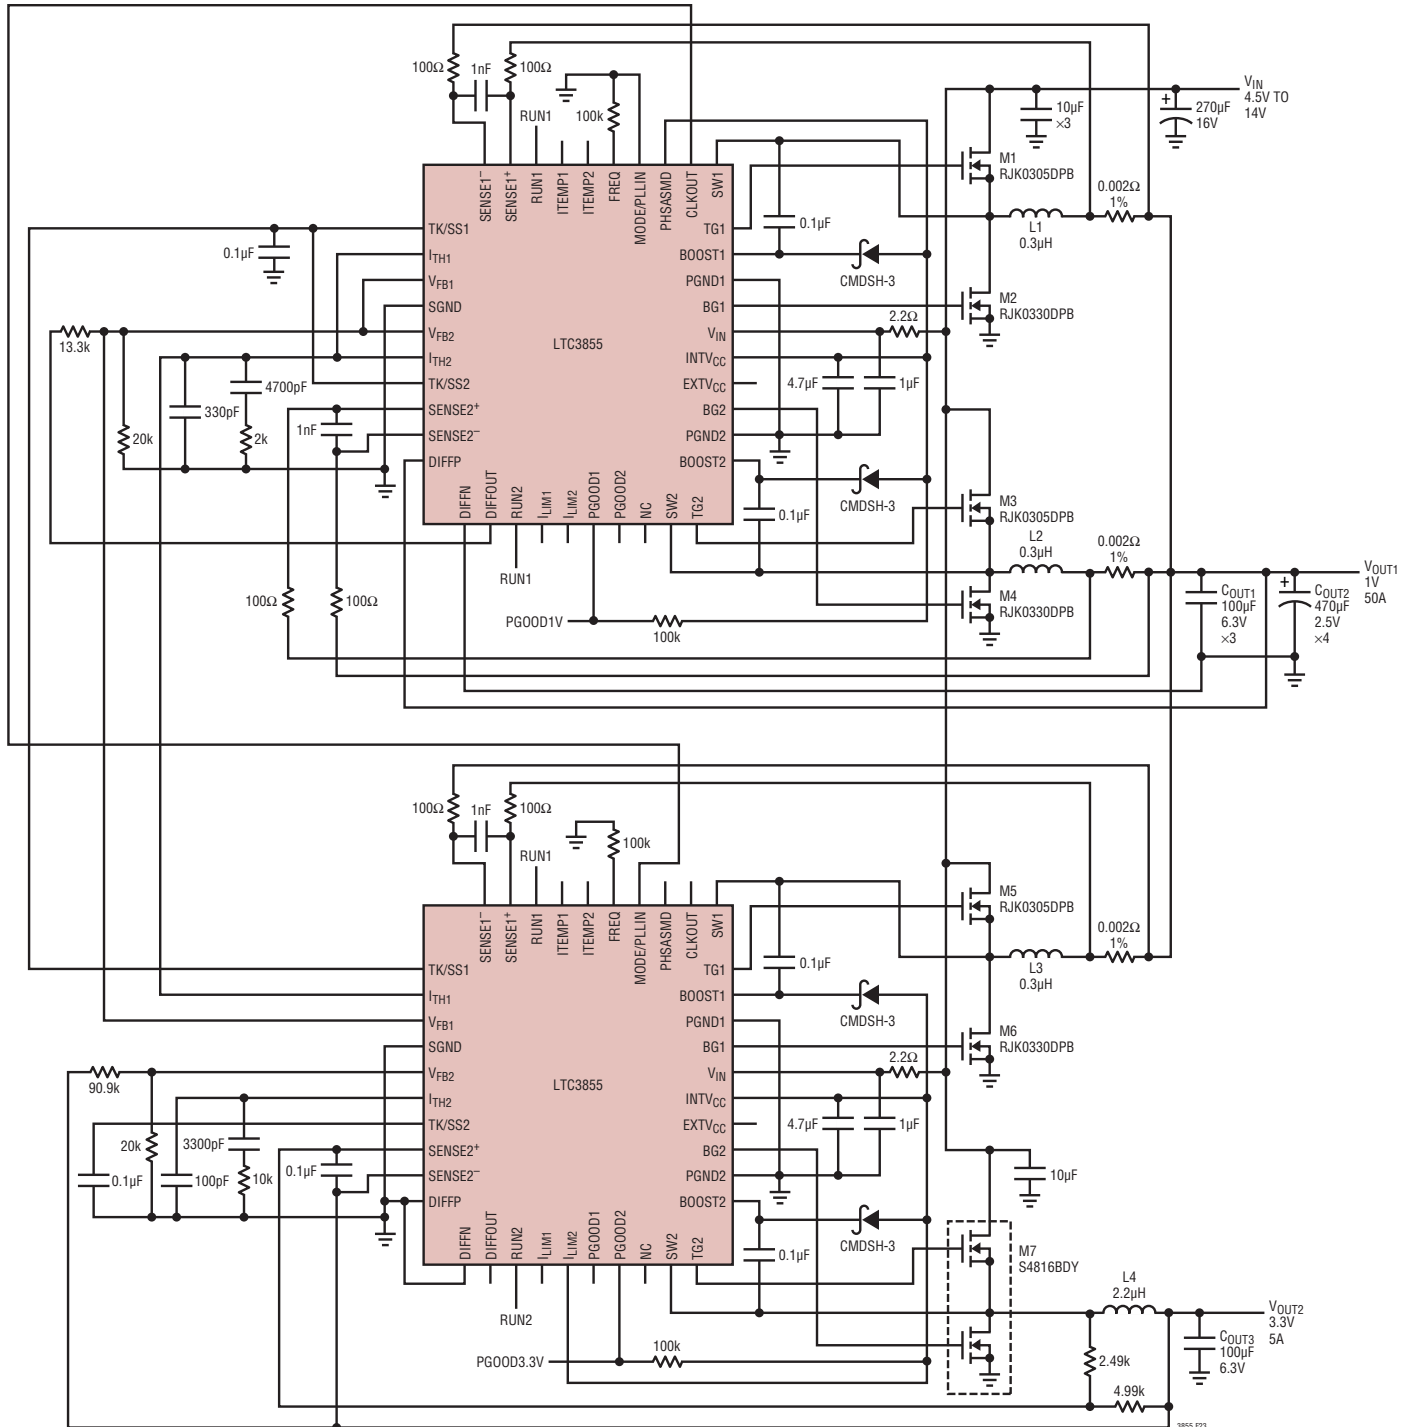 100Ω
1nF
100Ω
RUN1
100k
VIN
4.5V TO
14V
10µF
×3
+
270µF
16V
M1
RJK0305DPB
0.002Ω
1%
L1
0.3µH
SENSE1–
SENSE1+
RUN1
ITEMP1
ITEMP2
FREQ
MODE/PLLIN
PHSASMD
CLKOUT
SW1
TK/SS1
ITH1
VFB1
SGND
VFB2
ITH2
TK/SS2
SENSE2+
SENSE2–
DIFFP
LTC3855
TG1
BOOST1
PGND1
BG1
VIN
INTVCC
EXTVCC
BG2
PGND2
BOOST2
DIFFN
DIFFOUT
RUN2
ILIM1
ILIM2
PGOOD1
PGOOD2
NC
SW2
TG2
0.1µF
0.1µF
CMDSH-3
M2
RJK0330DPB
2.2Ω
13.3k
4.7µF
1µF
4700pF
330pF
20k
2k
1nF
CMDSH-3
0.1µF
M3
RJK0305DPB
L2
0.3µH
0.002Ω
1%
RUN1
100Ω
100Ω
PGOOD1V
100k
M4
RJK0330DPB
VOUT1
1V
50A
COUT1
100µF
6.3V
×3
+
COUT2
470µF
2.5V
×4
100Ω
1nF
100Ω
RUN1
100k
M5
RJK0305DPB
0.002Ω
1%
L3
0.3µH
SENSE1–
SENSE1+
RUN1
ITEMP1
ITEMP2
FREQ
MODE/PLLIN
PHSASMD
CLKOUT
SW1
TK/SS1
ITH1
VFB1
SGND
VFB2
ITH2
TK/SS2
SENSE2+
SENSE2–
DIFFP
LTC3855
TG1
BOOST1
PGND1
BG1
VIN
INTVCC
EXTVCC
BG2
PGND2
BOOST2
DIFFN
DIFFOUT
RUN2
ILIM1
ILIM2
PGOOD1
PGOOD2
NC
SW2
TG2
0.1µF
CMDSH-3
M6
RJK0330DPB
2.2Ω
90.9k
4.7µF
1µF
20k
3300pF
0.1µF
0.1µF
100pF
10k
10µF
CMDSH-3
0.1µF
M7
S4816BDY
L4
2.2µH
RUN2
PGOOD3.3V
100k
VOUT2
3.3V
5A
COUT3
100µF
6.3V
2.49k
4.99k
3855 F23